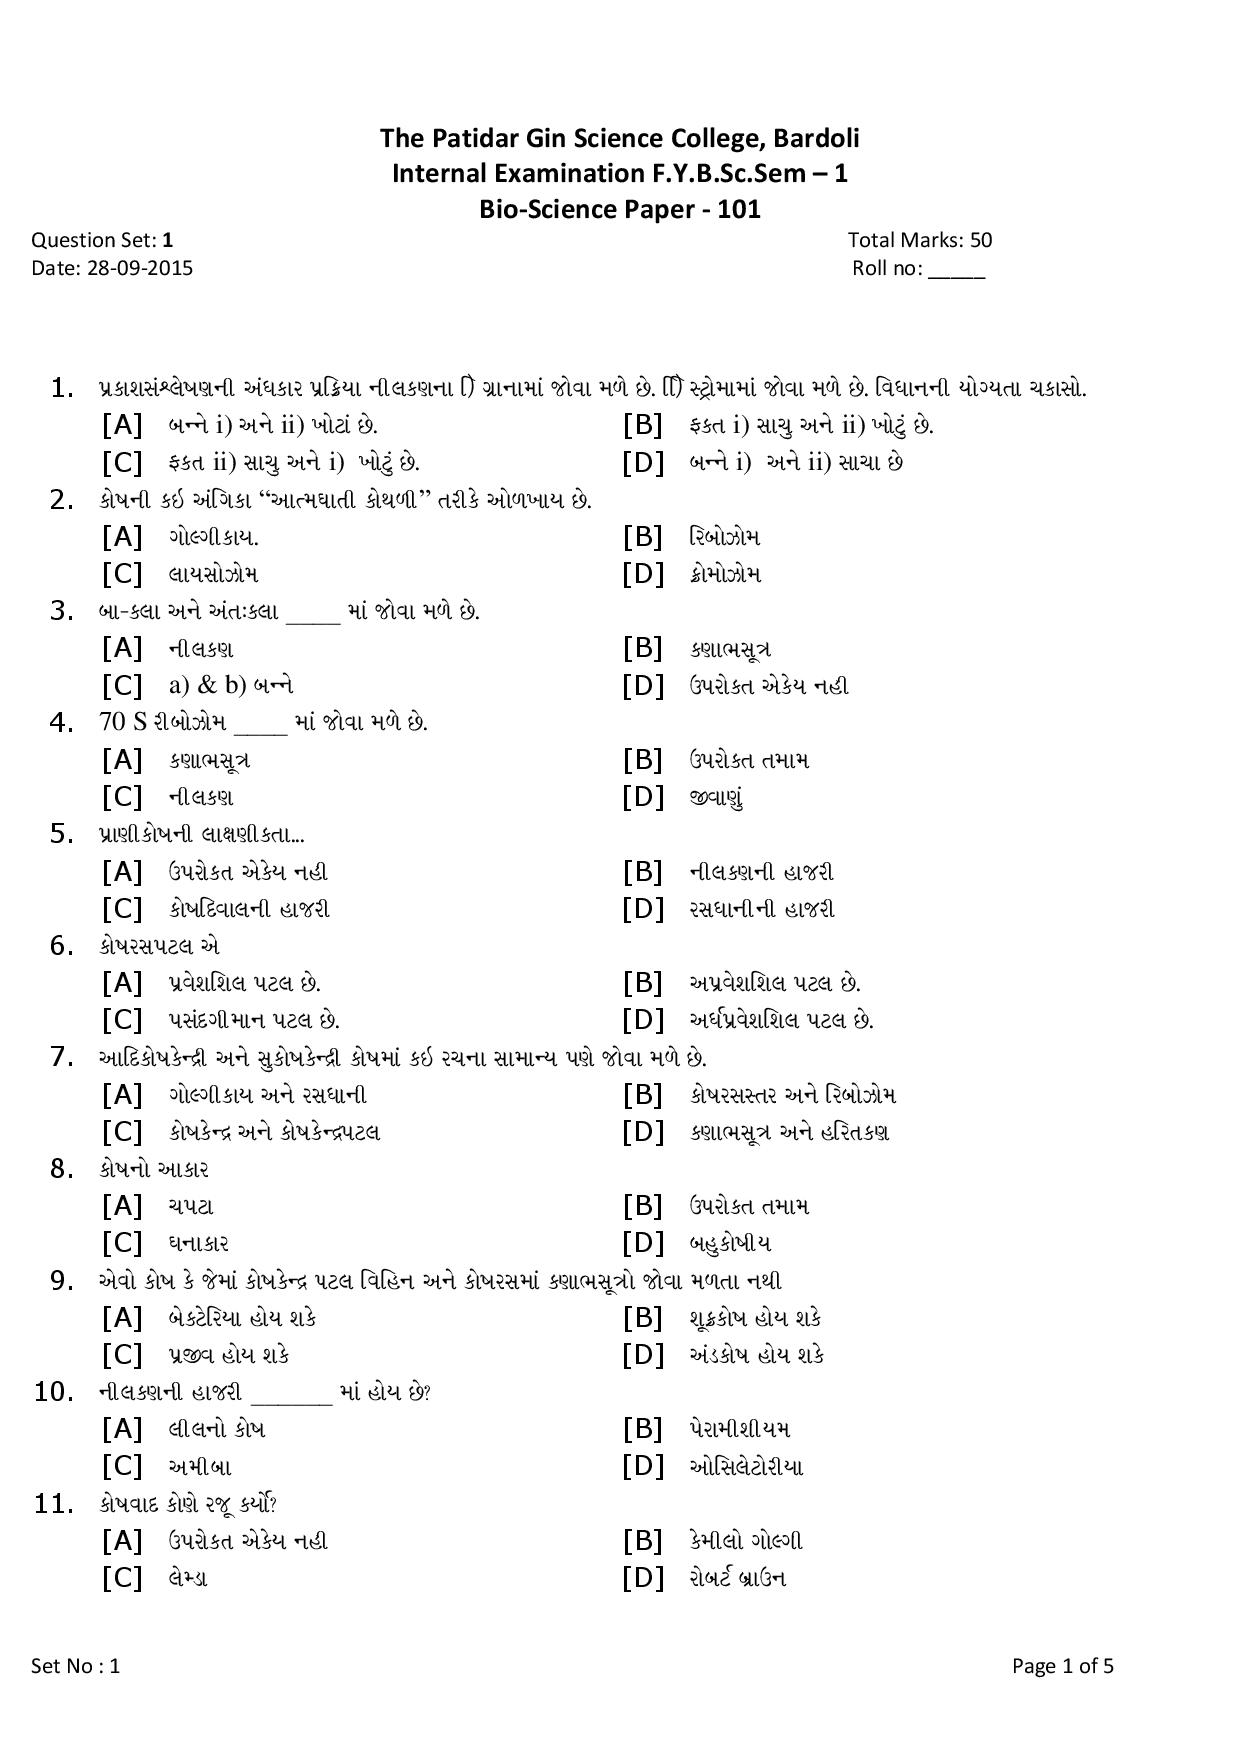 The Patidar Gin Science College, Bardoli
Internal Examination F.Y.B.Sc.Sem – 1
Bio-Science Paper - 101
Question Set: 1 Total Marks: 50
Date: 28-09-2015 Roll no: _____
1. પ્રકાશસંશ્લેષણની અંધકાર પ્રક્રિયા નીલકણના i) ગ્રાનામાં જોવા મળે છે. ii) સ્ટ્રોમામાં જોવા મળે છે. વિધાનની યોગ્યતા ચકાસો.
[A] બન્ને i) અને ii) ખોટાં છે. [B] ફકત i) સાચુ અને ii) ખોટું છે.
[C] ફકત ii) સાચુ અને i) ખોટું છે. [D] બન્ને i) અને ii) સાચા છે
2. કોષની કઇ અંગિકા “આત્મઘાતી કોથળી” તરીકે ઓળખાય છે.
[A] ગોલ્ગીકાય. [B] રિબોઝોમ
[C] લાયસોઝોમ [D] ક્રોમોઝોમ
3. બા-કલા અને અંતઃકલા ____ માં જોવા મળે છે.
[A] નીલકણ [B] કણાભસૂત્ર
[C] a) & b) બન્ને [D] ઉપરોકત એકેય નહી
4. 70 S રીબોઝોમ ____ માં જોવા મળે છે.
[A] કણાભસૂત્ર [B] ઉપરોકત તમામ
[C] નીલકણ [D] જીવાણું
5. પ્રાણીકોષની લાક્ષણીકતા...
[A] ઉપરોકત એકેય નહી [B] નીલકણની હાજરી
[C] કોષદિવાલની હાજરી [D] રસધાનીની હાજરી
6. કોષરસપટલ એ
[A] પ્રવેશશિલ પટલ છે. [B] અપ્રવેશશિલ પટલ છે.
[C] પસંદગીમાન પટલ છે. [D] અર્ધપ્રવેશશિલ પટલ છે.
7. આદિકોષકેન્દ્રી અને સુકોષકેન્દ્રી કોષમાં કઇ રચના સામાન્ય પણે જોવા મળે છે.
[A] ગોલ્ગીકાય અને રસધાની [B] કોષરસસ્તર અને રિબોઝોમ
[C] કોષકેન્દ્ર અને કોષકેન્દ્રપટલ [D] કણાભસૂત્ર અને હરિતકણ
8. કોષનો આકાર
[A] ચપટા [B] ઉપરોકત તમામ
[C] ઘનાકાર [D] બહુકોષીય
9. એવો કોષ કે જેમાં કોષકેન્દ્ર પટલ વિહિન અને કોષરસમાં કણાભસૂત્રો જોવા મળતા નથી
[A] બેકટેરિયા હોય શકે [B] શૂક્રકોષ હોય શકે
[C] પ્રજીવ હોય શકે [D] અંડકોષ હોય શકે
10. નીલકણની હાજરી ______ માં હોય છે?
[A] લીલનો કોષ [B] પેરામીશીયમ
[C] અમીબા [D] ઓસિલેટોરીયા
11. કોષવાદ કોણે રજૂ કર્યો?
[A] ઉપરોકત એકેય નહી [B] કેમીલો ગોલ્ગી
[C] લેમ્ડા [D] રોબર્ટ બ્રાઉન
Set No : 1 Page 1 of 5